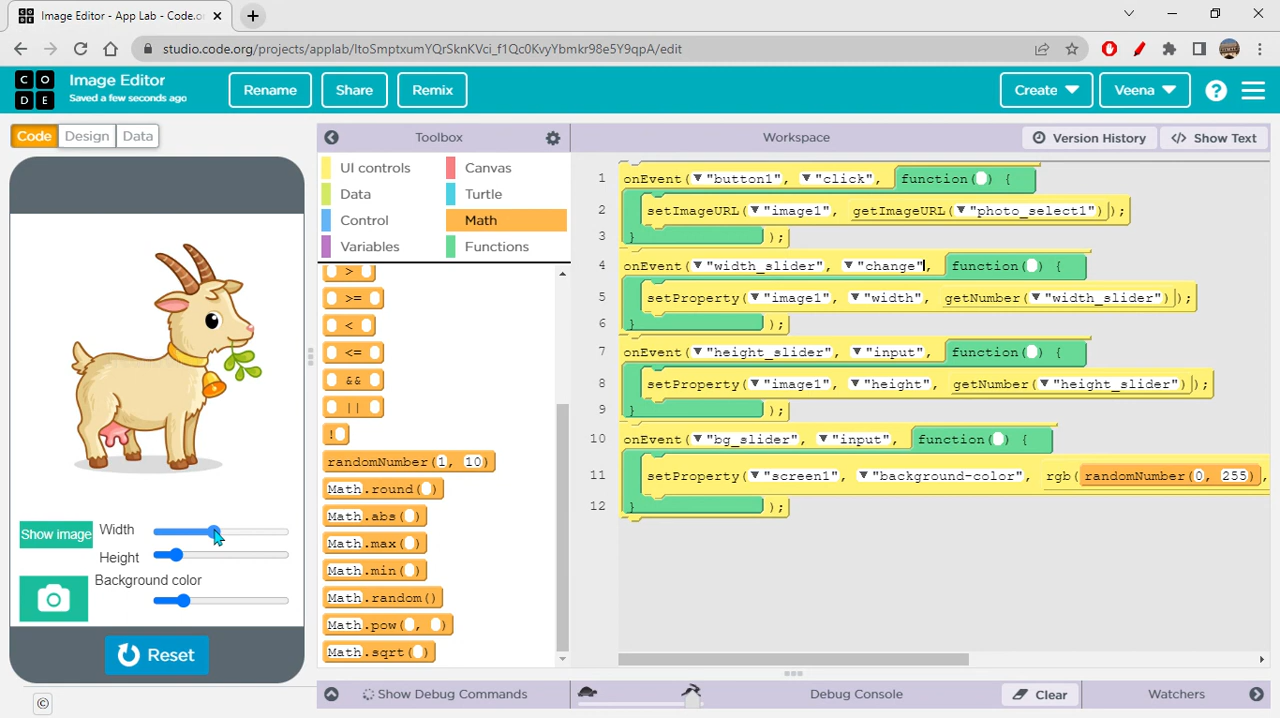 Image Editor - App Lab - Code.o
studio.code.org/projects/applab/ItoSmptxumYQrSknKVci_f1Qc0KvyYbmkr98e5Y9qpA/edit
C O D E
Image Editor
Saved a few seconds ago
Rename
Share
Remix
Create
Veena
?
Code
Design
Data
Toolbox
Workspace
Version History
</> Show Text
UI controls
Canvas
Data
Turtle
Control
Math
Variables
Functions
>
>=
<
<=
&&
||
!
randomNumber(1, 10)
Math.round()
Math.abs()
Math.max()
Math.min()
Math.random()
Math.pow(, )
Math.sqrt()
1 onEvent(▼"button1", ▼"click", function() {
2 setImageURL(▼"image1", getImageURL(▼"photo_select1"));
3 } );
4 onEvent(▼"width_slider", ▼"change", function() {
5 setProperty(▼"image1", ▼"width", getNumber(▼"width_slider"));
6 } );
7 onEvent(▼"height_slider", ▼"input", function() {
8 setProperty(▼"image1", ▼"height", getNumber(▼"height_slider"));
9 } );
10 onEvent(▼"bg_slider", ▼"input", function() {
11 setProperty(▼"screen1", ▼"background-color", rgb(randomNumber(0, 255),
12 } );
Show image
Width
Height
Background color
Reset
©
Show Debug Commands
Debug Console
Clear
Watchers